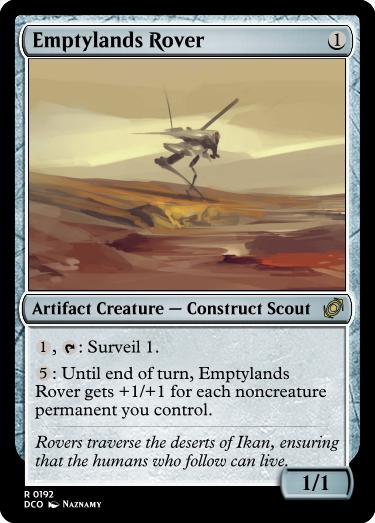 Emptylands Rover 1
Artifact Creature — Construct Scout
1, : Surveil 1.
5: Until end of turn, Emptylands
Rover gets +1/+1 for each noncreature
permanent you control.
Rovers traverse the deserts of Ikan, ensuring
that the humans who follow can live.
1/1
R 0192
DCO Naznamy